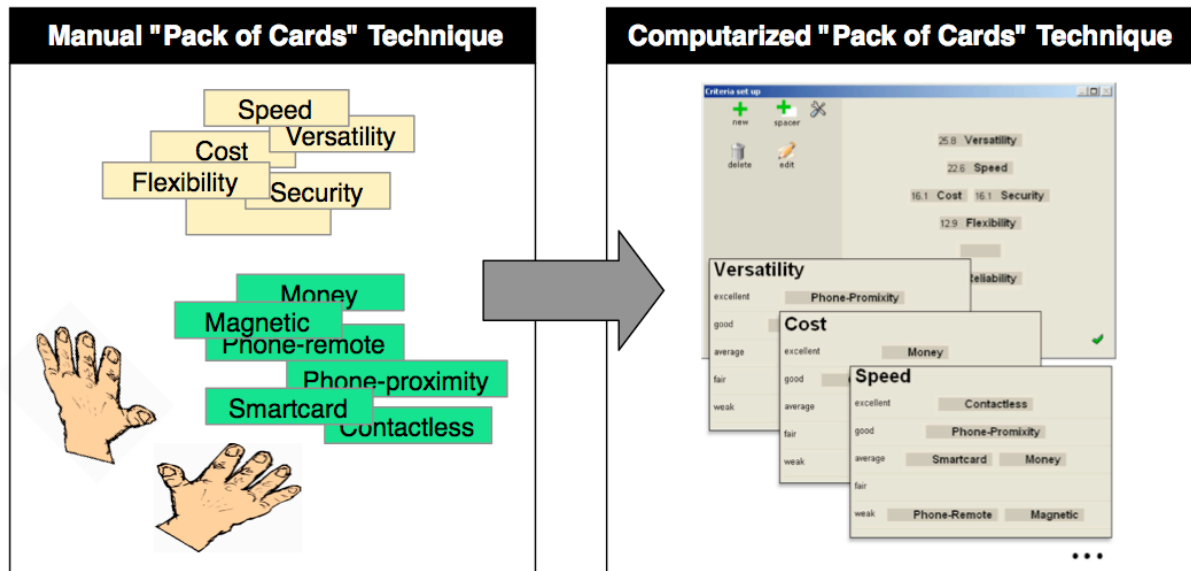 Manual "Pack of Cards" Technique
Speed
Versatility
Cost
Flexibility
Security
Money
Magnetic
Phone-remote
Phone-proximity
Smartcard
Contactless
Computarized "Pack of Cards" Technique
Criteria set up
new spacer
delete edit
25.8 Versatility
22.6 Speed
16.1 Cost 16.1 Security
12.9 Flexibility
Reliability
Versatility
excellent Phone-Promixity
good
average
fair
weak
Cost
excellent Money
good
average
fair
weak
Speed
excellent Contactless
good Phone-Promixity
average Smartcard Money
fair
weak Phone-Remote Magnetic
...